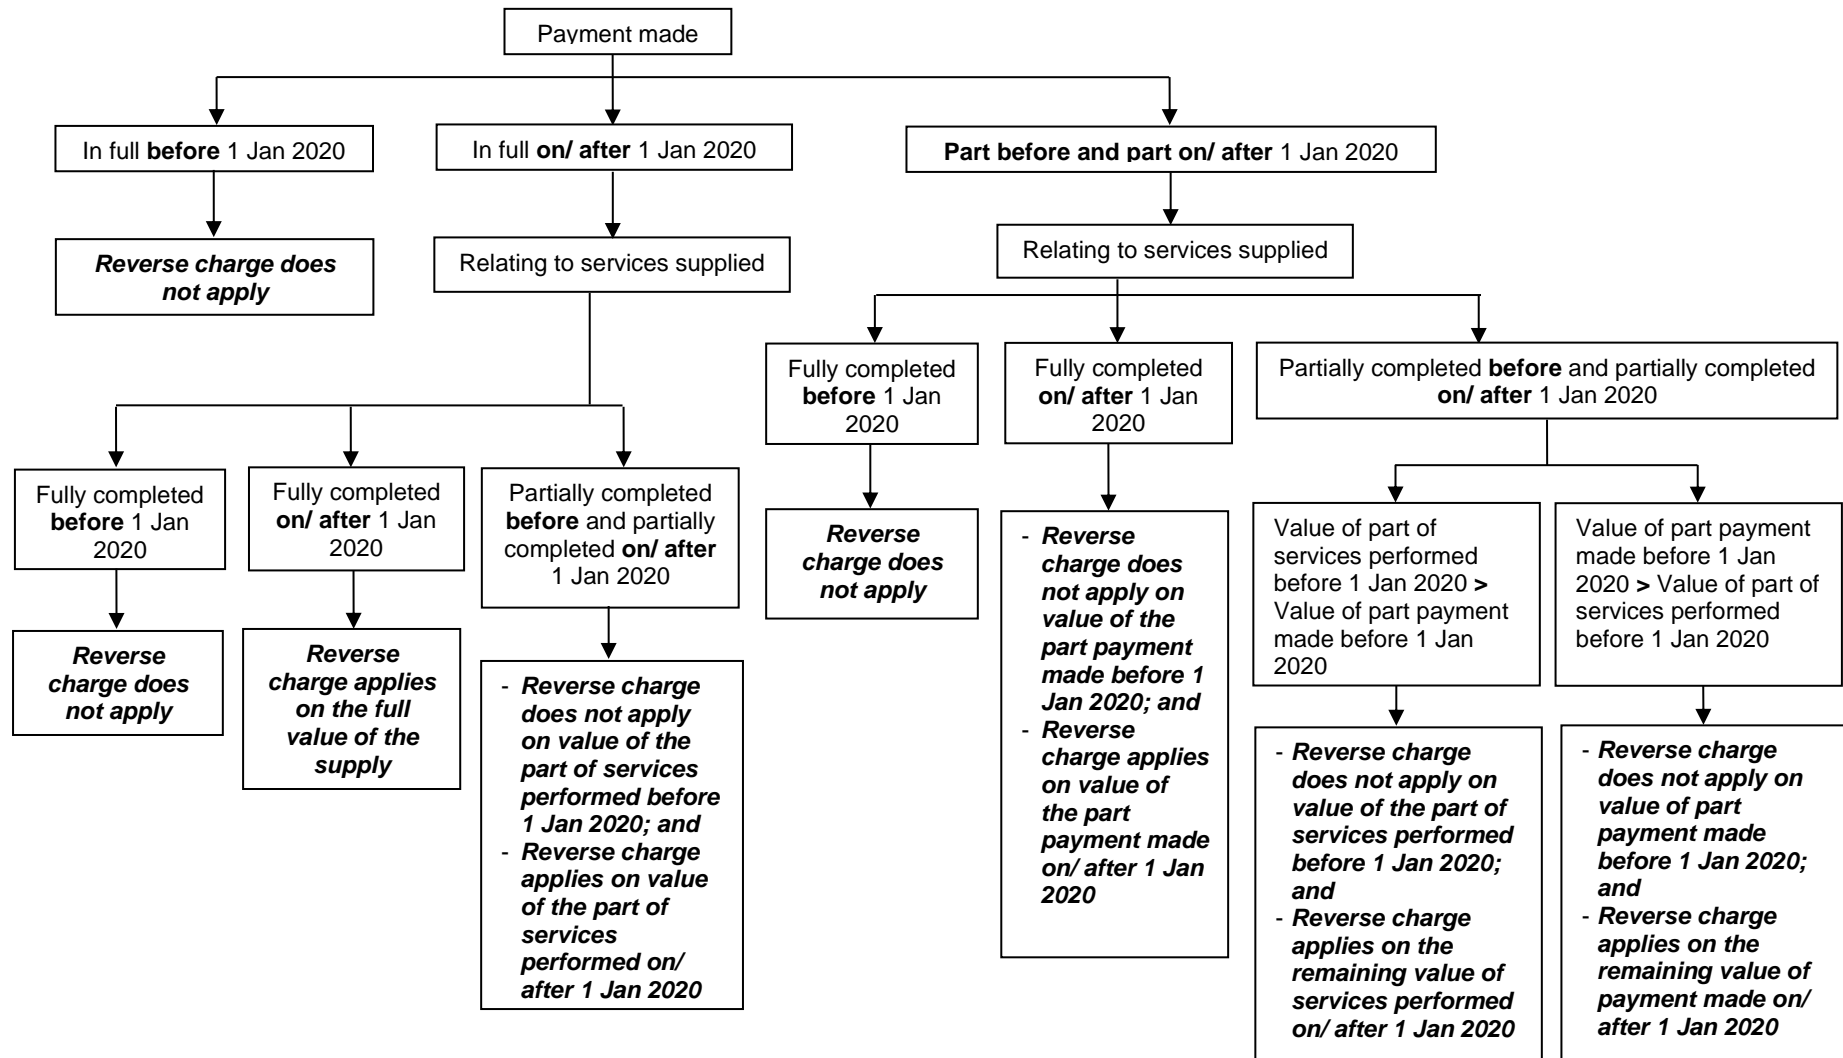 Payment made
In full before 1 Jan 2020
In full on/ after 1 Jan 2020
Part before and part on/ after 1 Jan 2020
Reverse charge does
not apply
Relating to services supplied
Relating to services supplied
Fully completed
before 1 Jan
2020
Fully completed
on/ after 1 Jan
2020
Partially completed before and partially completed
on/ after 1 Jan 2020
Fully completed
before 1 Jan
2020
Fully completed
on/ after 1 Jan
2020
Partially completed
before and partially
completed on/ after
1 Jan 2020
Reverse
charge does
not apply
- Reverse
charge does
not apply on
value of the
part payment
made before 1
Jan 2020; and
- Reverse
charge applies
on value of
the part
payment made
on/ after 1 Jan
2020
Value of part of
services performed
before 1 Jan 2020 >
Value of part payment
made before 1 Jan
2020
Value of part payment
made before 1 Jan
2020 > Value of part of
services performed
before 1 Jan 2020
Reverse
charge does
not apply
Reverse
charge applies
on the full
value of the
supply
- Reverse charge
does not apply
on value of the
part of services
performed before
1 Jan 2020; and
- Reverse charge
applies on value
of the part of
services
performed on/
after 1 Jan 2020
- Reverse charge
does not apply on
value of the part of
services performed
before 1 Jan 2020;
and
- Reverse charge
applies on the
remaining value of
services performed
on/ after 1 Jan 2020
- Reverse charge
does not apply on
value of part
payment made
before 1 Jan 2020;
and
- Reverse charge
applies on the
remaining value of
payment made on/
after 1 Jan 2020